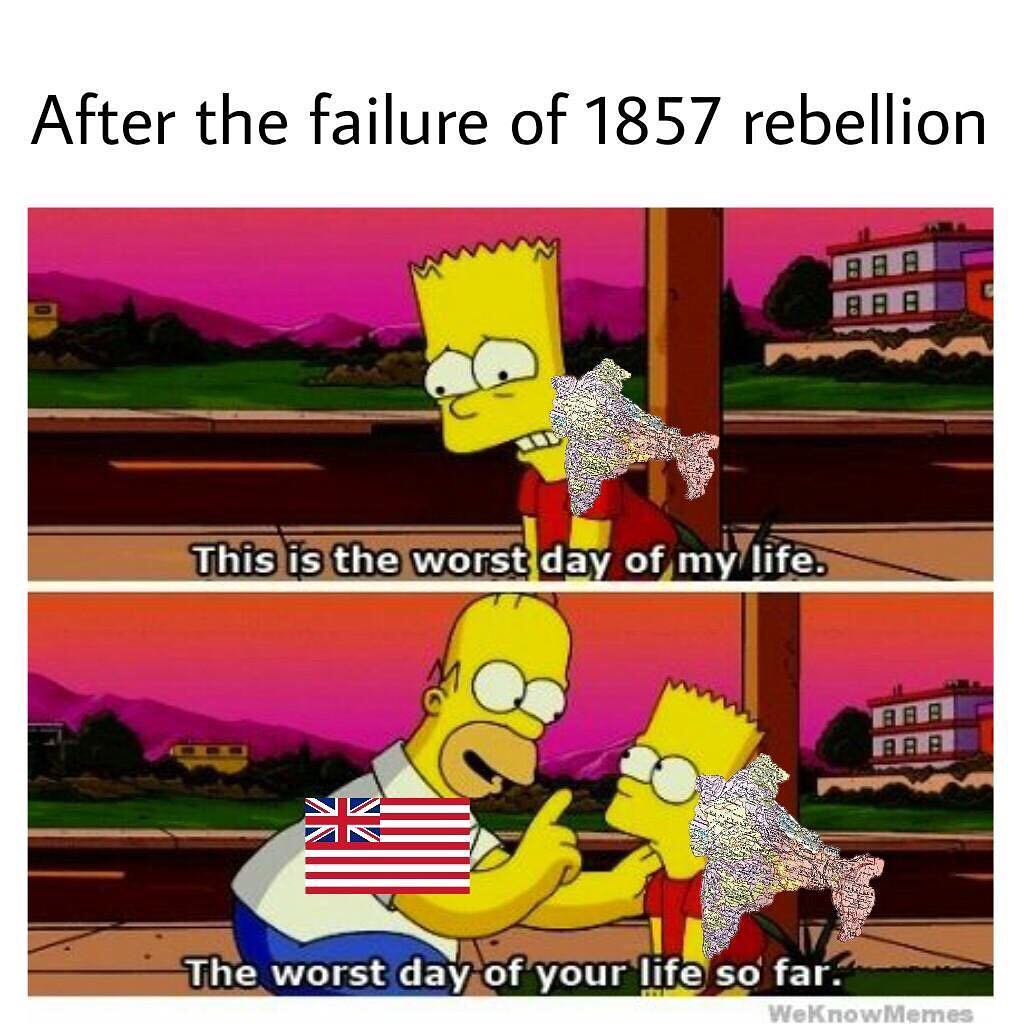 After the failure of 1857 rebellion
This is the worst day of my life.
The worst day of your life so far.
WeKnowMemes